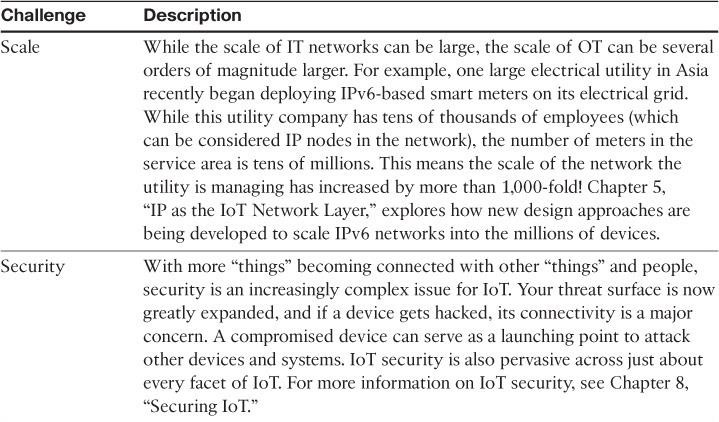 Challenge Description
Scale While the scale of IT networks can be large, the scale of OT can be several
orders of magnitude larger. For example, one large electrical utility in Asia
recently began deploying IPv6-based smart meters on its electrical grid.
While this utility company has tens of thousands of employees (which
can be considered IP nodes in the network), the number of meters in the
service area is tens of millions. This means the scale of the network the
utility is managing has increased by more than 1,000-fold! Chapter 5,
“IP as the IoT Network Layer,” explores how new design approaches are
being developed to scale IPv6 networks into the millions of devices.
Security With more “things” becoming connected with other “things” and people,
security is an increasingly complex issue for IoT. Your threat surface is now
greatly expanded, and if a device gets hacked, its connectivity is a major
concern. A compromised device can serve as a launching point to attack
other devices and systems. IoT security is also pervasive across just about
every facet of IoT. For more information on IoT security, see Chapter 8,
“Securing IoT.”